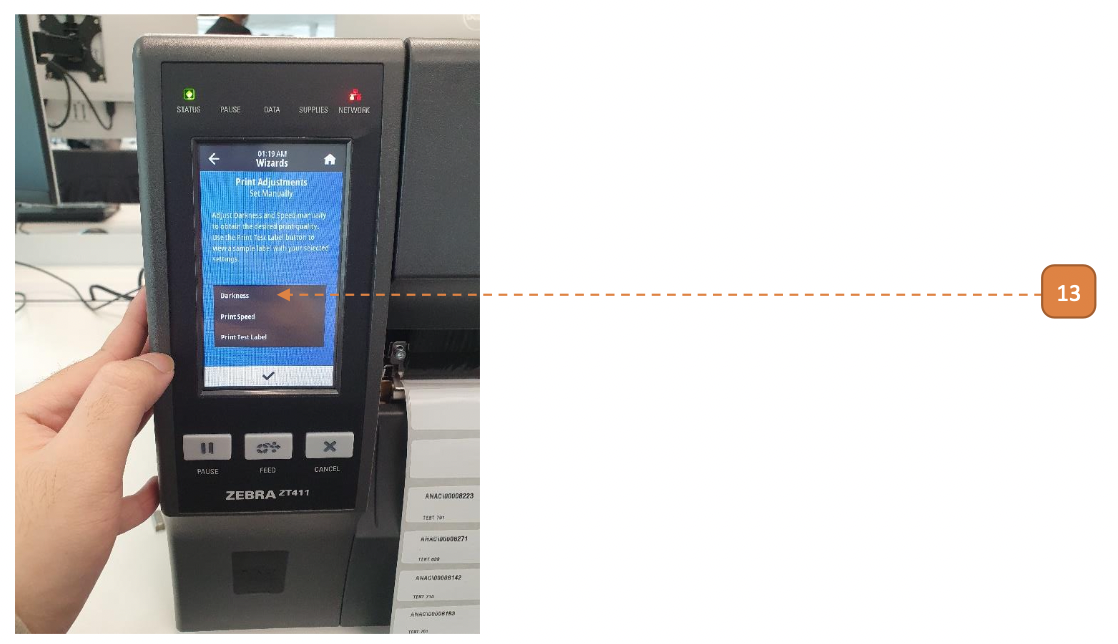 STATUS PAUSE DATA SUPPLIES NETWORK
01:19 AM
Wizards
Print Adjustments
Set Manually
Adjust Darkness and Speed manually
to obtain the desired print quality.
Use the Print Test Label button to
view a sample label with your selected
settings.
Darkness
13
Print Speed
Print Test Label
PAUSE FEED CANCEL
ZEBRA ZT411